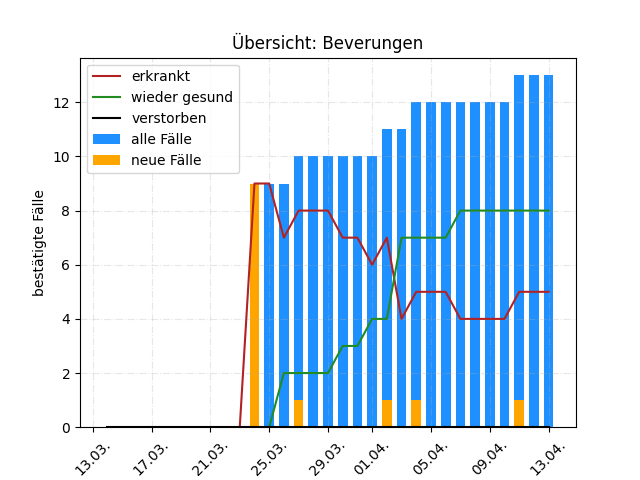 Übersicht: Beverungen
erkrankt
wieder gesund
verstorben
alle Fälle
neue Fälle
bestätigte Fälle
12
10
8
6
4
2
0
13.03.
17.03.
21.03.
25.03.
29.03.
01.04.
05.04.
09.04.
13.04.